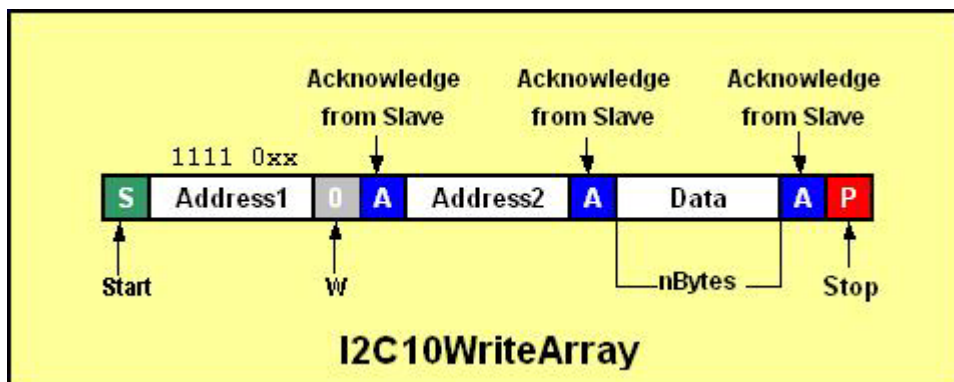 Acknowledge Acknowledge Acknowledge
from Slave from Slave from Slave
1111 0xx
S Address1 0 A Address2 A Data A P
Start W nBytes Stop
I2C10WriteArray